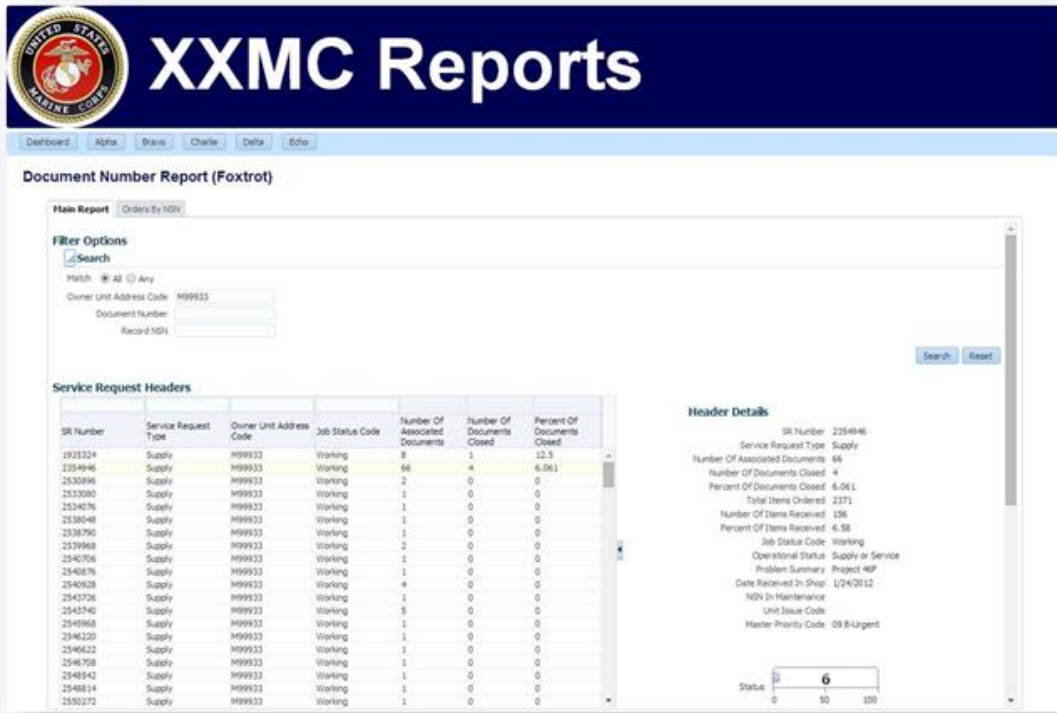 UNITED STATES
MARINE CORPS
XXMC Reports
Dashboard Alpha Bravo Charlie Delta Echo
Document Number Report (Foxtrot)
Main Report Orders By NSN
Filter Options
Search
Match All Any
Owner Unit Address Code M99933
Document Number
Record NSN
Search Reset
Service Request Headers
SR Number Service Request Type Owner Unit Address Code Job Status Code Number Of Associated Documents Number Of Documents Closed Percent Of Documents Closed
1935324 Supply M99933 Working 8 1 12.5
2354946 Supply M99933 Working 66 4 6.061
2530896 Supply M99933 Working 2 0 0
2533080 Supply M99933 Working 1 0 0
2534076 Supply M99933 Working 1 0 0
2538048 Supply M99933 Working 1 0 0
2538790 Supply M99933 Working 1 0 0
2539968 Supply M99933 Working 2 0 0
2540706 Supply M99933 Working 1 0 0
2540876 Supply M99933 Working 1 0 0
2540928 Supply M99933 Working 4 0 0
2543726 Supply M99933 Working 1 0 0
2543740 Supply M99933 Working 5 0 0
2545968 Supply M99933 Working 1 0 0
2546220 Supply M99933 Working 1 0 0
2546622 Supply M99933 Working 1 0 0
2546708 Supply M99933 Working 1 0 0
2548542 Supply M99933 Working 1 0 0
2548814 Supply M99933 Working 1 0 0
2550272 Supply M99933 Working 1 0 0
Header Details
SR Number 2354946
Service Request Type Supply
Number Of Associated Documents 66
Number Of Documents Closed 4
Percent Of Documents Closed 6.061
Total Items Ordered 2371
Number Of Items Received 156
Percent Of Items Received 6.58
Job Status Code Working
Operational Status Supply or Service
Problem Summary Project 46P
Date Received In Shop 1/24/2012
NSN In Maintenance
Unit Issue Code
Master Priority Code 09 B-Urgent
Status 6
0 50 100